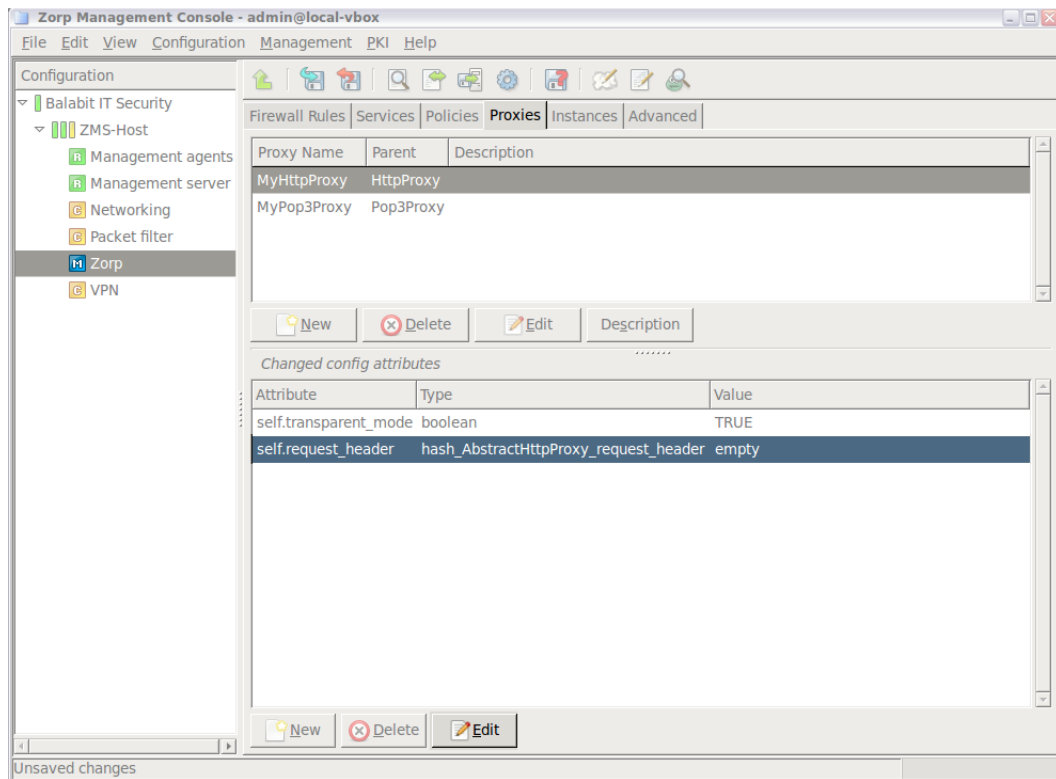 Zorp Management Console - admin@local-vbox
File Edit View Configuration Management PKI Help
Configuration
Balabit IT Security
ZMS-Host
R Management agents
R Management server
C Networking
C Packet filter
M Zorp
C VPN
Firewall Rules Services Policies Proxies Instances Advanced
Proxy Name Parent Description
MyHttpProxy HttpProxy
MyPop3Proxy Pop3Proxy
New Delete Edit Description
Changed config attributes
Attribute Type Value
self.transparent_mode boolean TRUE
self.request_header hash_AbstractHttpProxy_request_header empty
New Delete Edit
Unsaved changes